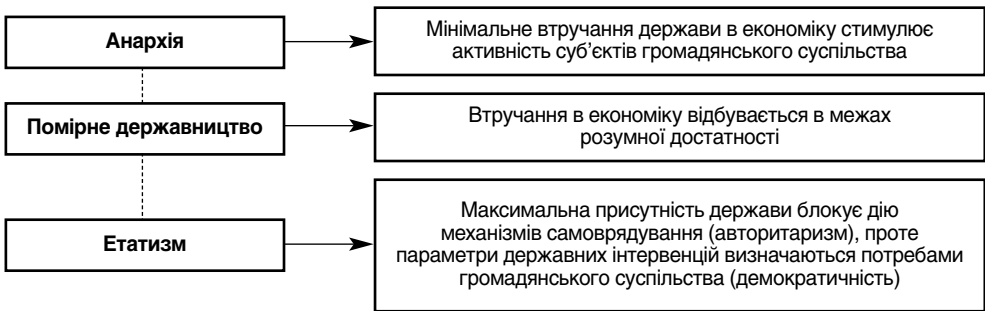 Анархія
Мінімальне втручання держави в економіку стимулює
активність суб’єктів громадянського суспільства
Помірне державництво
Втручання в економіку відбувається в межах
розумної достатності
Етатизм
Максимальна присутність держави блокує дію
механізмів самоврядування (авторитаризм), проте
параметри державних інтервенцій визначаються потребами
громадянського суспільства (демократичність)